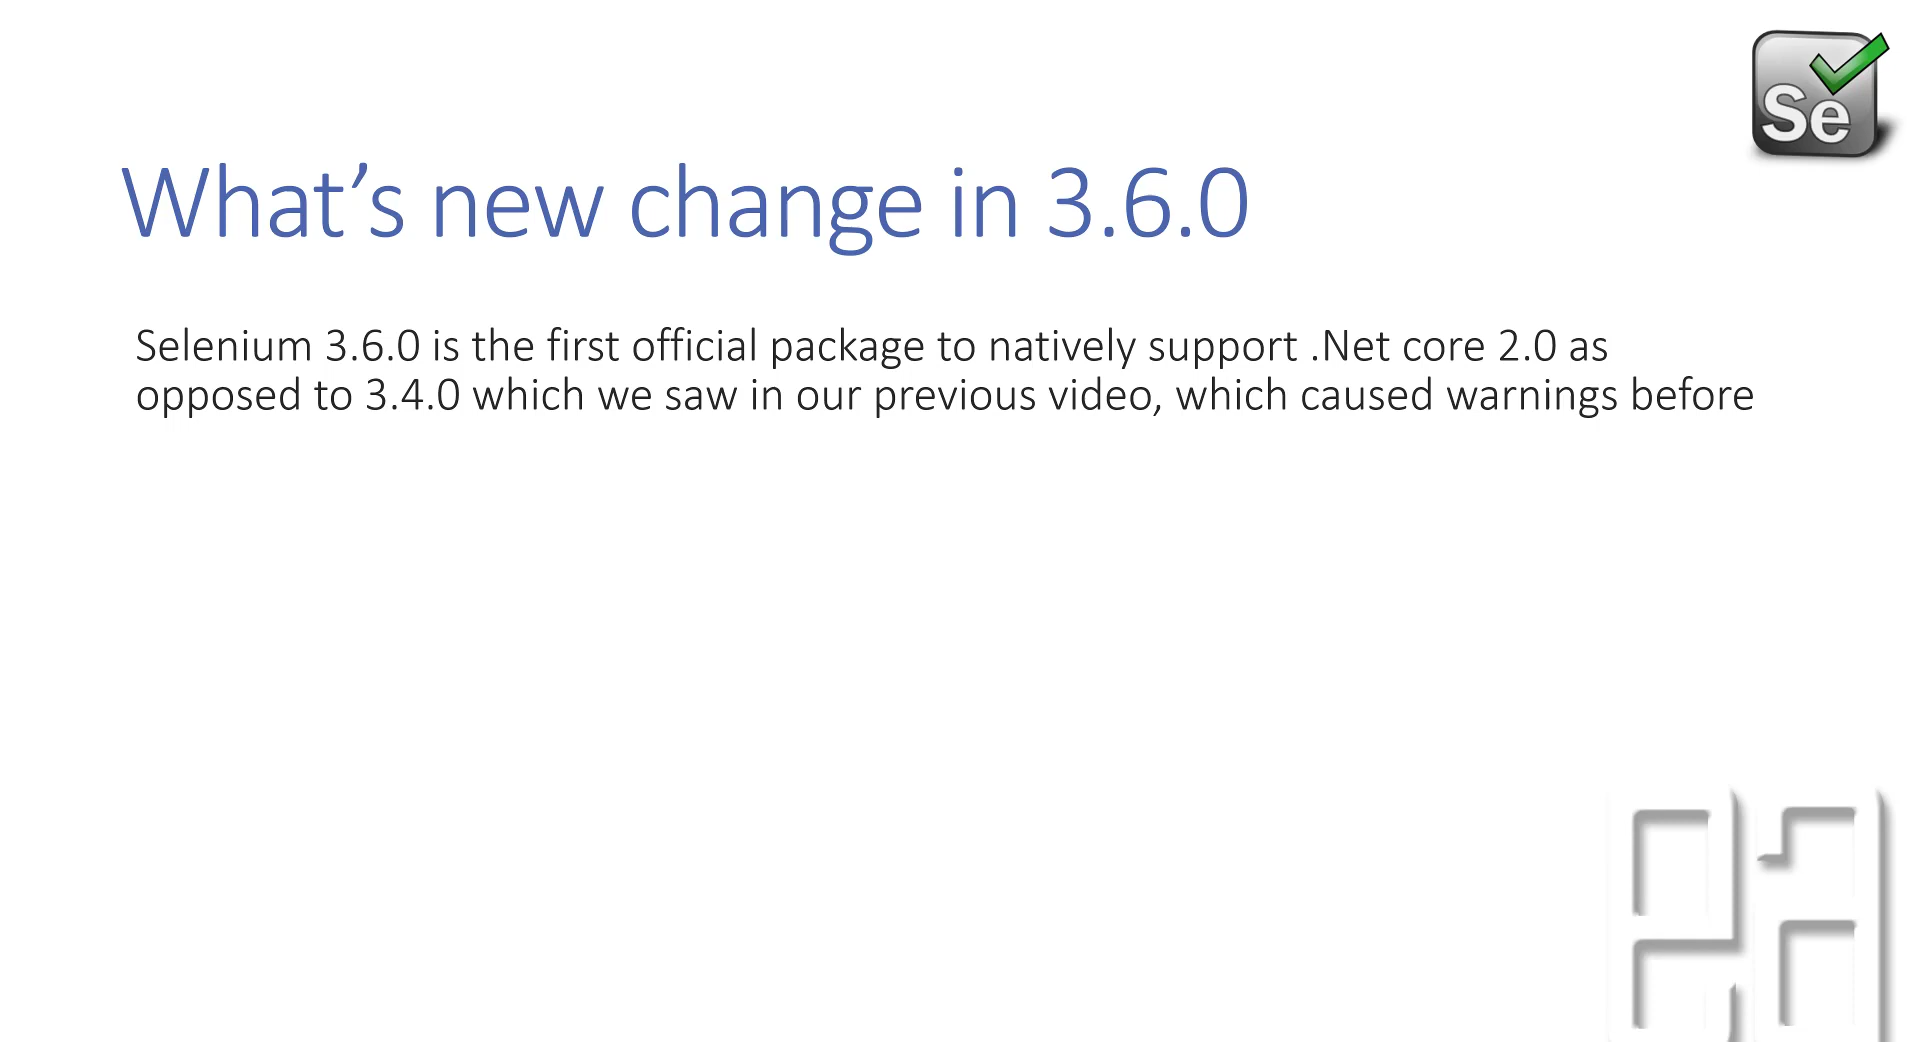 Se
What’s new change in 3.6.0
Selenium 3.6.0 is the first official package to natively support .Net core 2.0 as
opposed to 3.4.0 which we saw in our previous video, which caused warnings before